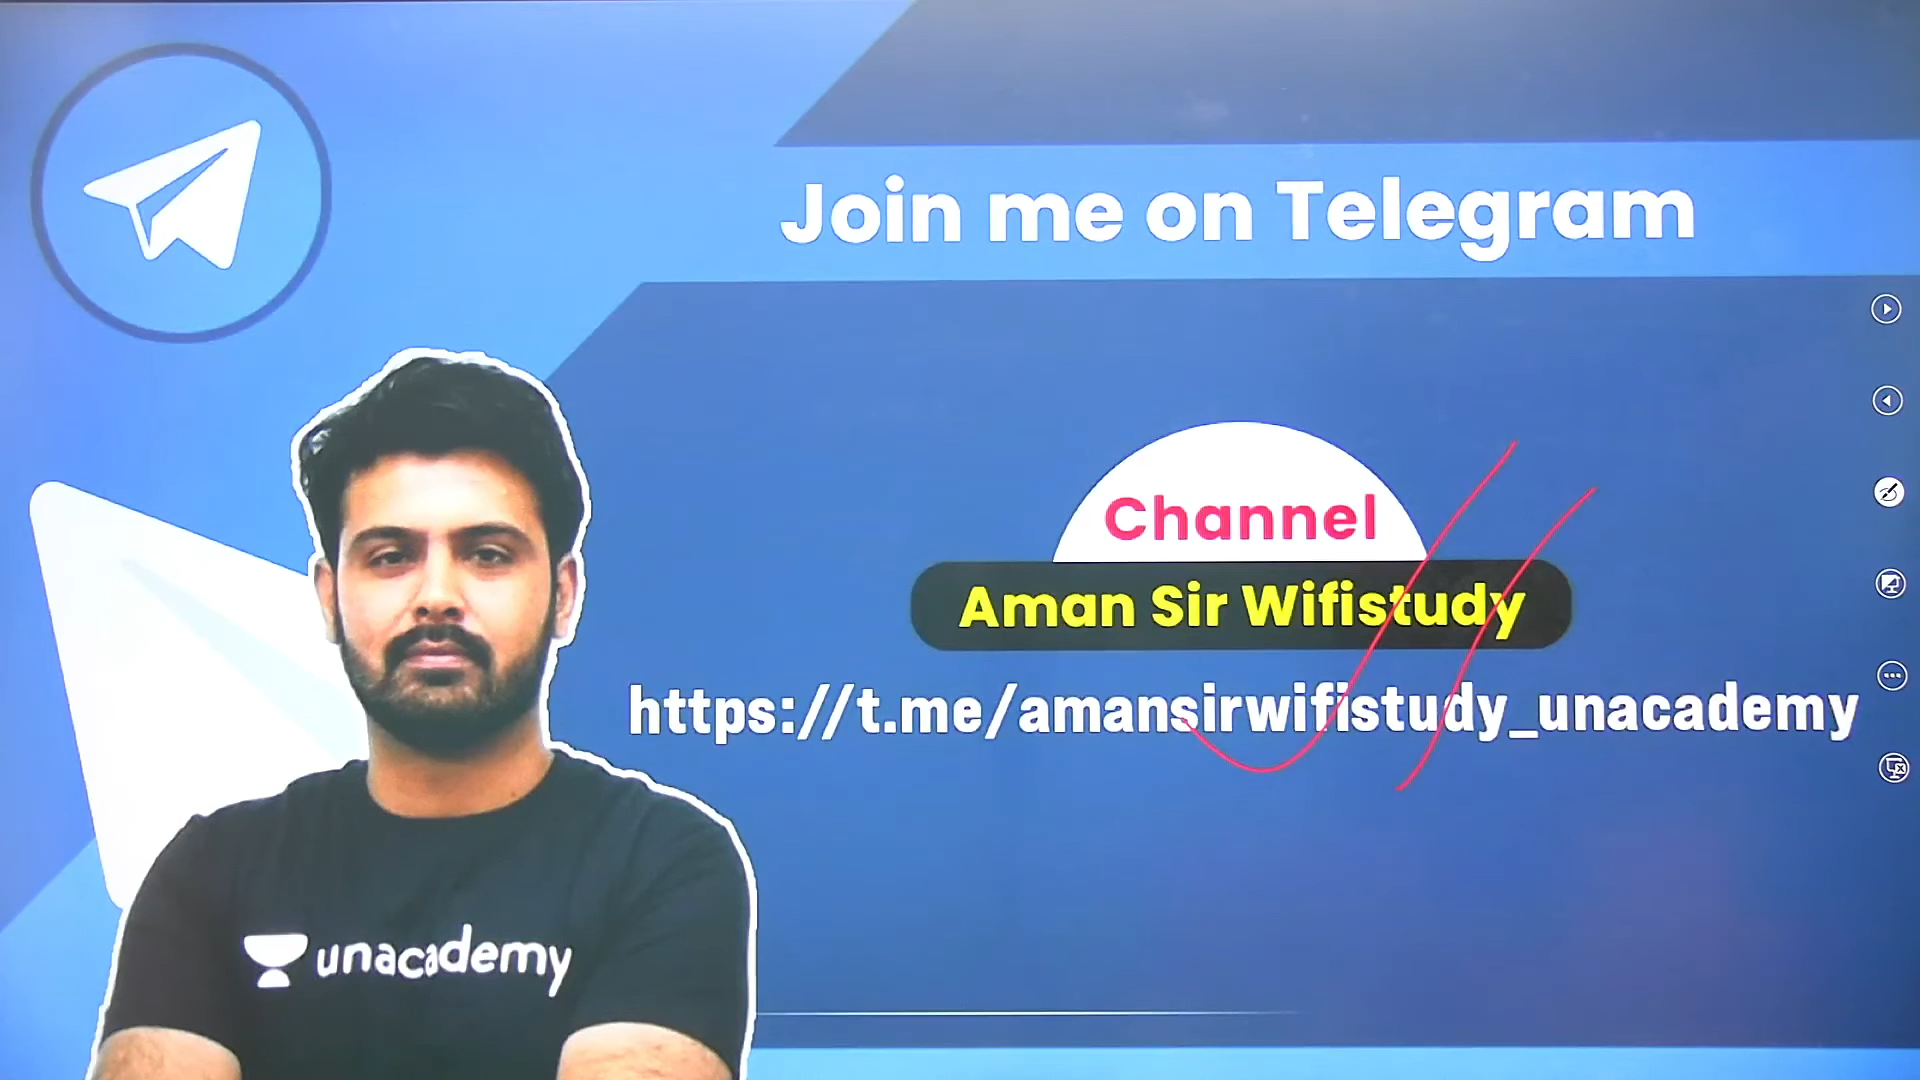 Join me on Telegram
Channel
Aman Sir Wifistudy
https://t.me/amansirwifistudy_unacademy
unacademy